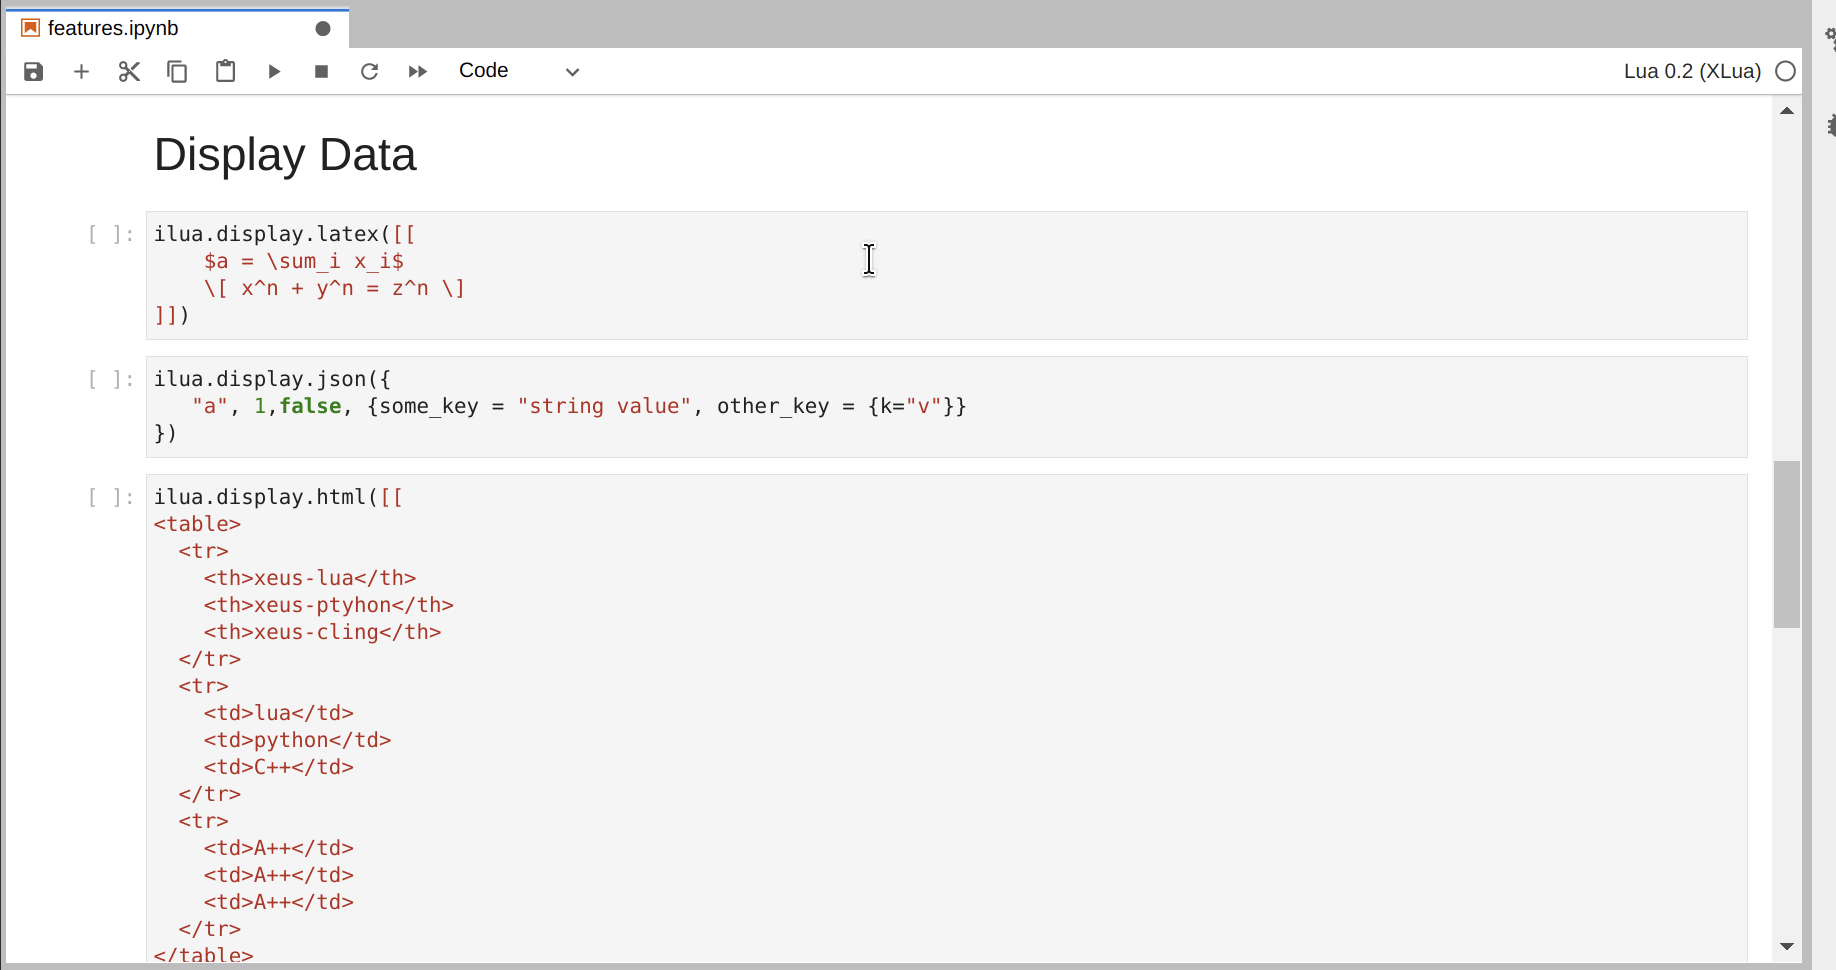 features.ipynb
Code
Lua 0.2 (XLua)
Display Data
[ ]:
ilua.display.latex([[
    $a = \sum_i x_i$
    \[ x^n + y^n = z^n \]
]])
[ ]:
ilua.display.json({
   "a", 1,false, {some_key = "string value", other_key = {k="v"}}
})
[ ]:
ilua.display.html([[
<table>
  <tr>
    <th>xeus-lua</th>
    <th>xeus-ptyhon</th>
    <th>xeus-cling</th>
  </tr>
  <tr>
    <td>lua</td>
    <td>python</td>
    <td>C++</td>
  </tr>
  <tr>
    <td>A++</td>
    <td>A++</td>
    <td>A++</td>
  </tr>
</table>